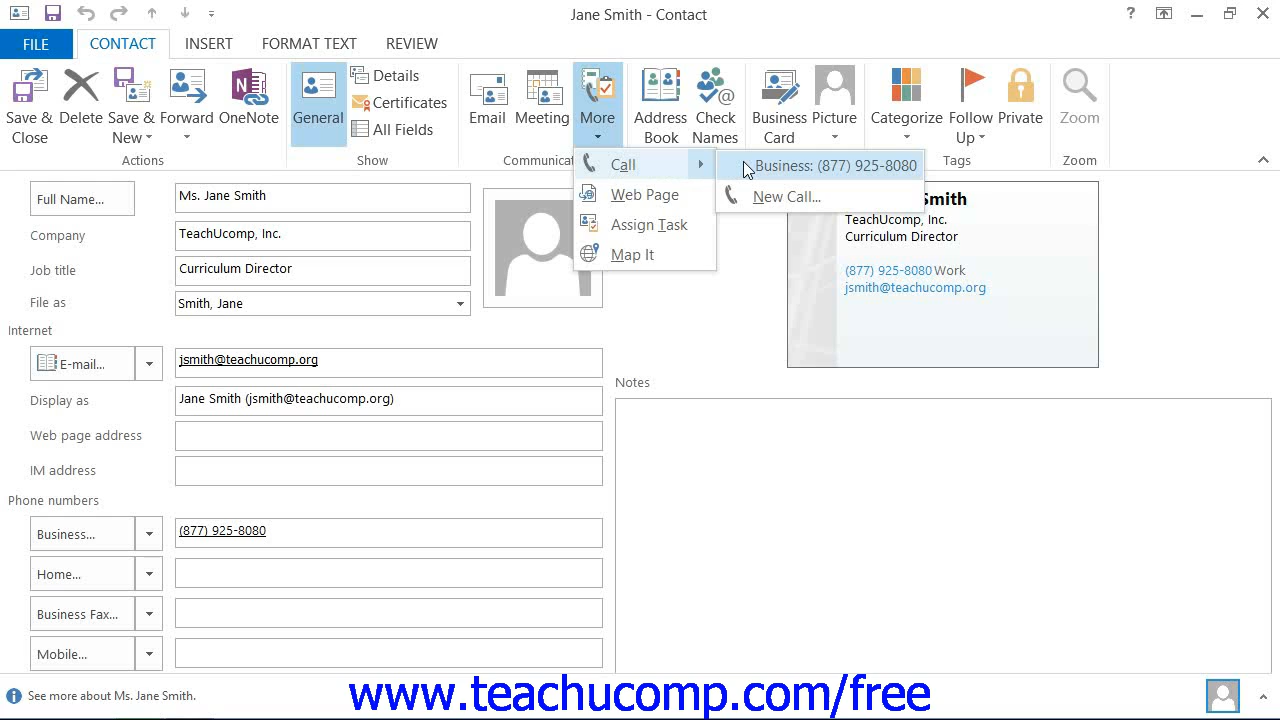 Jane Smith - Contact
?
FILE
CONTACT
INSERT
FORMAT TEXT
REVIEW
Save & Close
Delete
Save & New
Forward
OneNote
Actions
General
Details
Certificates
All Fields
Show
Email
Meeting
More
Communicat
Address Book
Check Names
Business Card
Picture
Categorize
Follow Up
Private
Tags
Zoom
Zoom
Call
Web Page
Assign Task
Map It
Business: (877) 925-8080
New Call...
Full Name...
Ms. Jane Smith
Company
TeachUcomp, Inc.
Job title
Curriculum Director
File as
Smith, Jane
Internet
E-mail...
jsmith@teachucomp.org
Display as
Jane Smith (jsmith@teachucomp.org)
Web page address
IM address
Phone numbers
Business...
(877) 925-8080
Home...
Business Fax...
Mobile...
Smith
TeachUcomp, Inc.
Curriculum Director
(877) 925-8080 Work
jsmith@teachucomp.org
Notes
See more about Ms. Jane Smith.
www.teachucomp.com/free